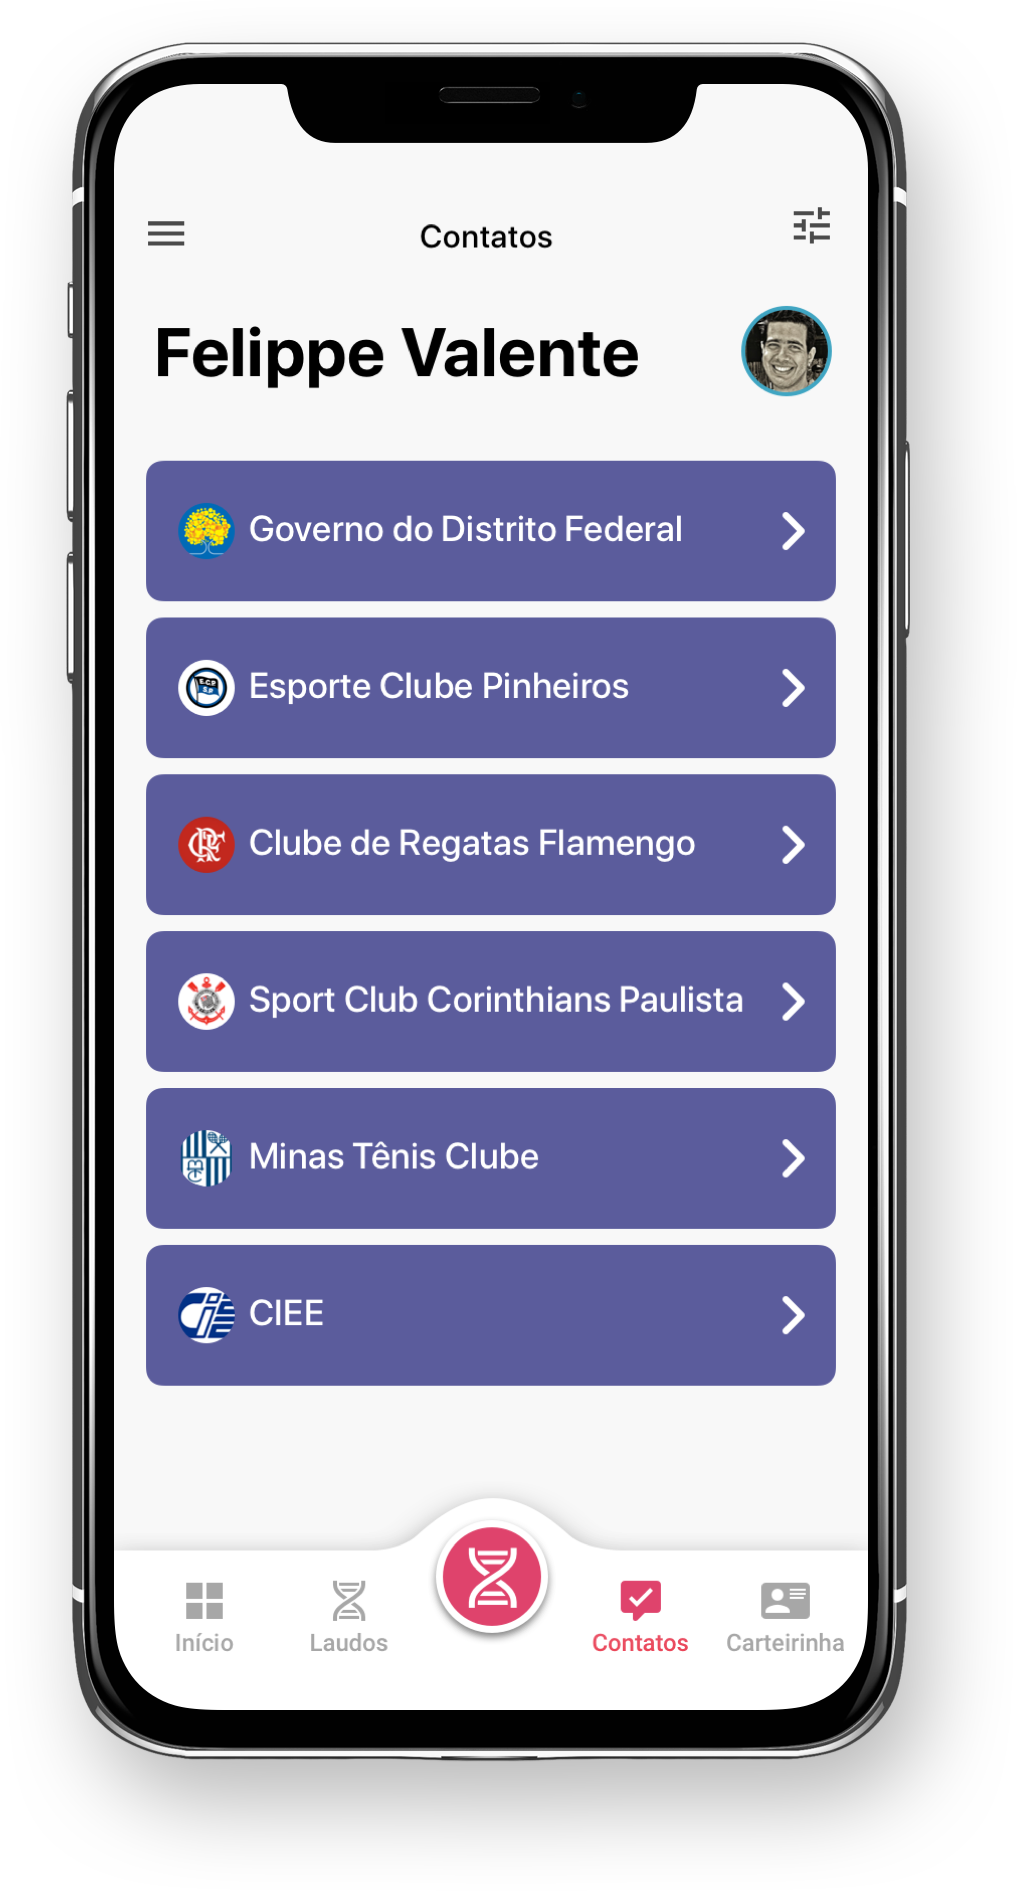 Contatos
Felippe Valente
Governo do Distrito Federal
E.C.P
S.P
Esporte Clube Pinheiros
CRF
Clube de Regatas Flamengo
Sport Club Corinthians Paulista
Minas Tênis Clube
CIEE
Início
Laudos
Contatos
Carteirinha